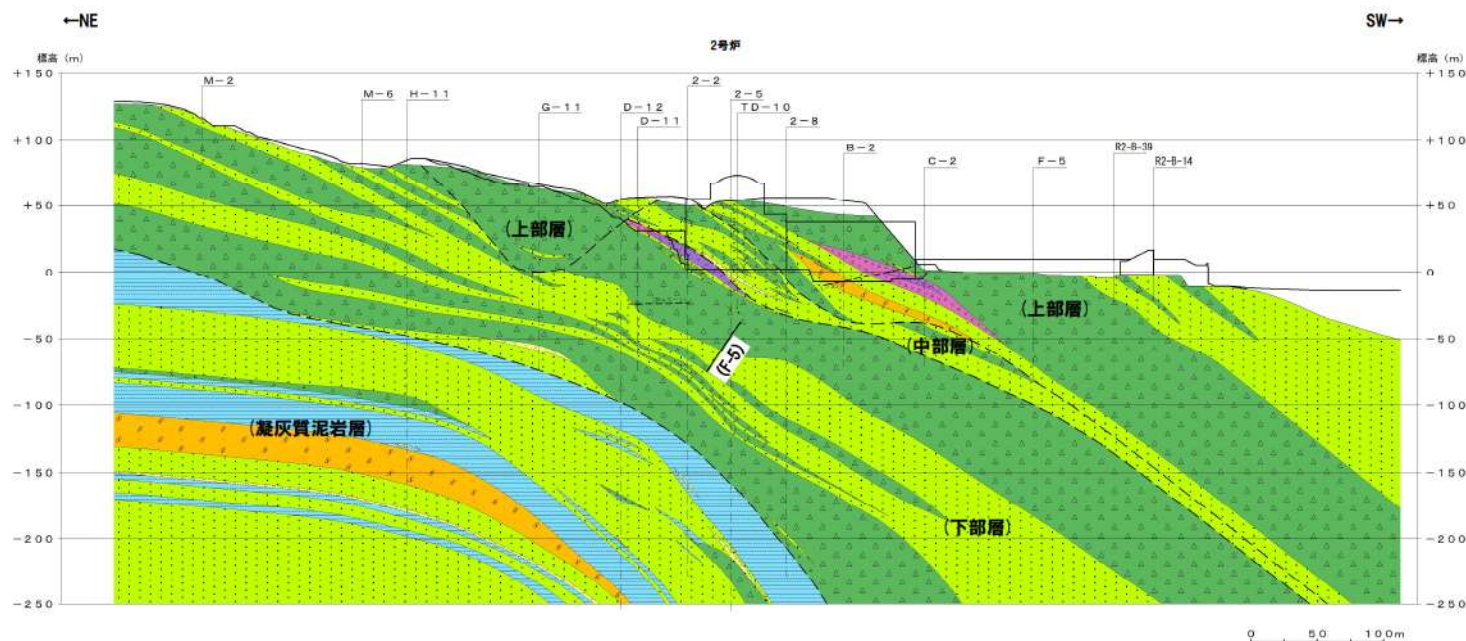 ←NE
SW→
2号炉
標高（m）
標高（m）
+150
+100
+50
0
-50
-100
-150
-200
-250
M-2
M-6
H-11
G-11
D-12
D-11
2-2
2-5
TD-10
2-8
B-2
C-2
F-5
R2-B-39
R2-B-14
+150
+100
+50
0
-50
-100
-150
-200
-250
(上部層)
(上部層)
(中部層)
(F-5)
(凝灰質泥岩層)
(下部層)
0 50 100m